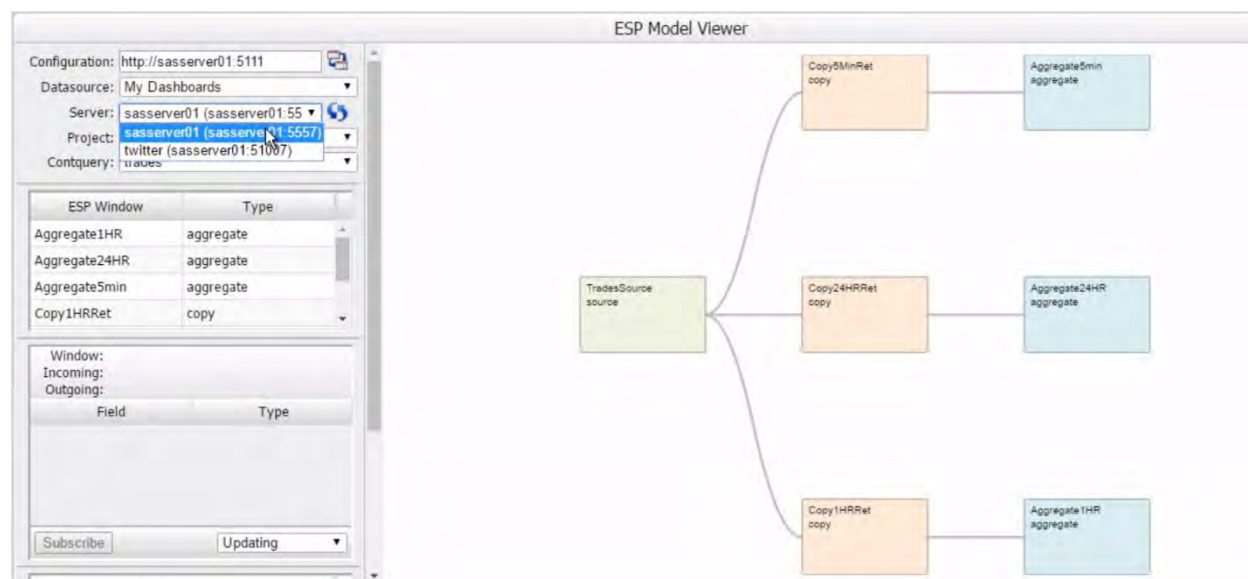 ESP Model Viewer
Configuration: http://sasserver01:5111
Datasource: My Dashboards
Server: sasserver01 (sasserver01:55
sasserver01 (sasserver01:5557)
Project:
twitter (sasserver01:51007)
Contquery: trades
ESP Window Type
Aggregate1HR aggregate
Aggregate24HR aggregate
Aggregate5min aggregate
Copy1HRRet copy
Window:
Incoming:
Outgoing:
Field Type
Subscribe Updating
Copy5MinRet
copy
Aggregate5min
aggregate
TradesSource
source
Copy24HRRet
copy
Aggregate24HR
aggregate
Copy1HRRet
copy
Aggregate1HR
aggregate